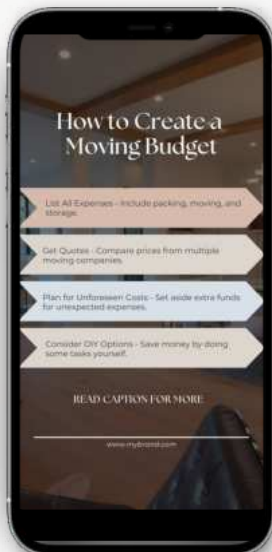 How to Create a
Moving Budget
List All Expenses - Include packing, moving, and
storage.
Get Quotes - Compare prices from multiple
moving companies.
Plan for Unforeseen Costs - Set aside extra funds
for unexpected expenses.
Consider DIY Options - Save money by doing
some tasks yourself.
READ CAPTION FOR MORE
www.mybrand.com